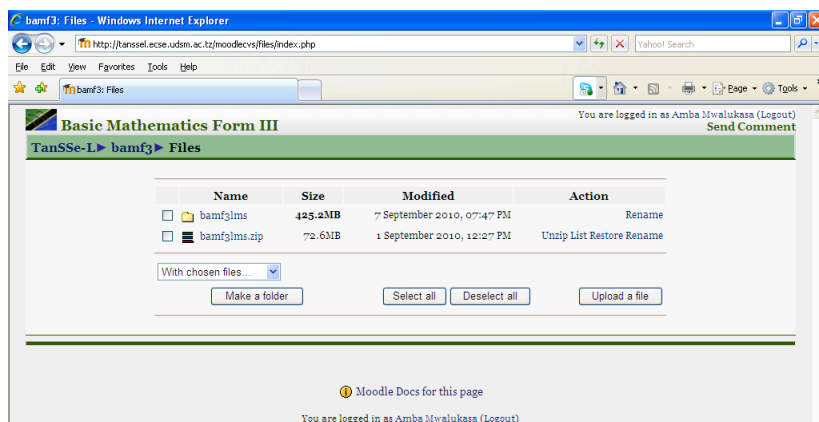 bamf3: Files - Windows Internet Explorer
http://tanssel.ecse.udsm.ac.tz/moodlecvs/files/index.php
Yahoo! Search
File Edit View Favorites Tools Help
bamf3: Files
Page Tools
You are logged in as Amba Mwalukasa (Logout)
Basic Mathematics Form III
Send Comment
TanSSe-L► bamf3► Files
Name Size Modified Action
bamf3lms 425.2MB 7 September 2010, 07:47 PM Rename
bamf3lms.zip 72.6MB 1 September 2010, 12:27 PM Unzip List Restore Rename
With chosen files...
Make a folder Select all Deselect all Upload a file
Moodle Docs for this page
You are logged in as Amba Mwalukasa (Logout)